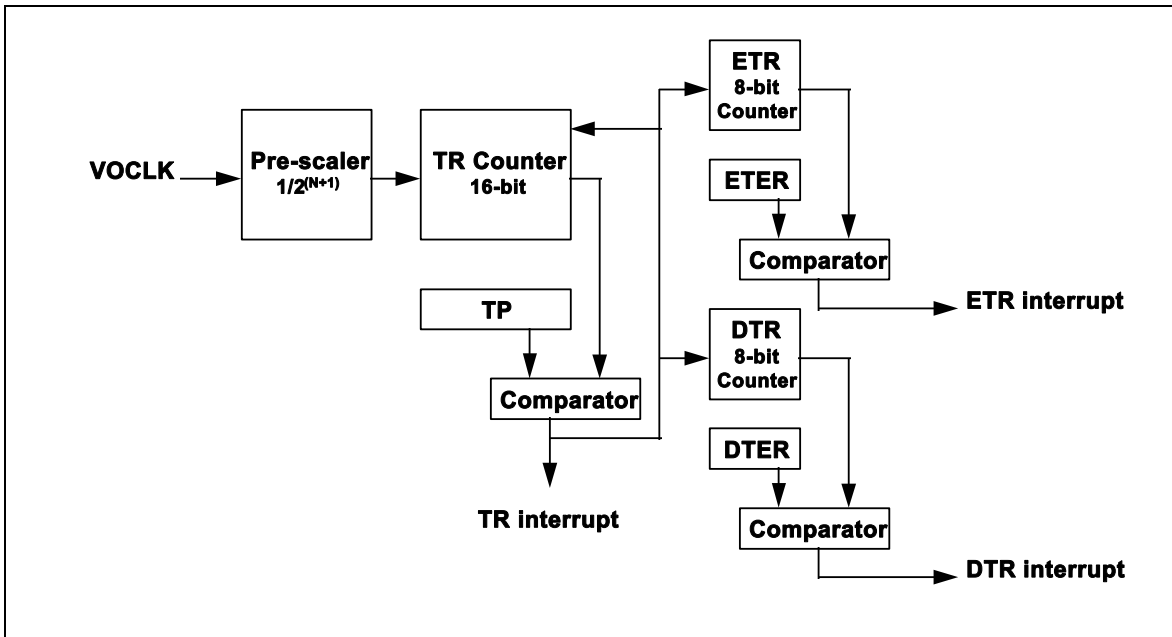 VOCLK
Pre-scaler
1/2(N+1)
TR Counter
16-bit
TP
Comparator
TR interrupt
ETR
8-bit
Counter
ETER
Comparator
ETR interrupt
DTR
8-bit
Counter
DTER
Comparator
DTR interrupt